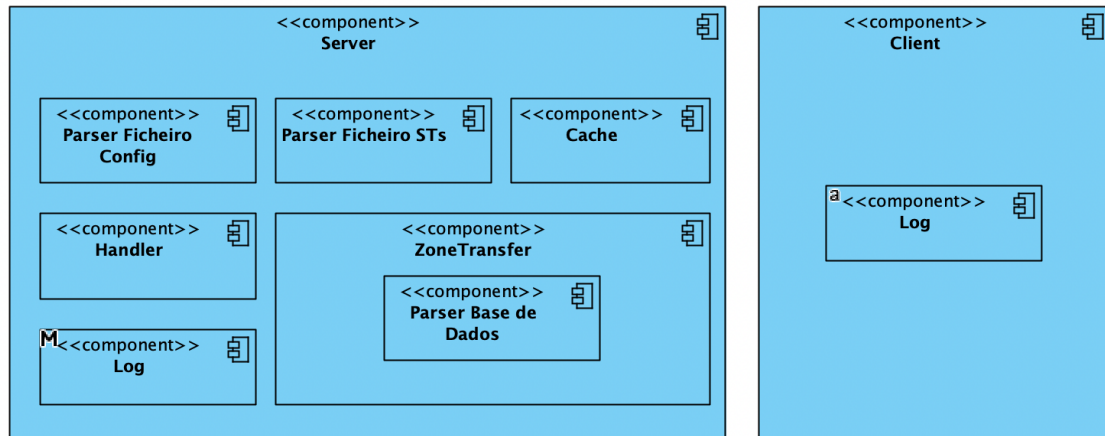 <<component>>
Server
<<component>>
Parser Ficheiro
Config
<<component>>
Parser Ficheiro STs
<<component>>
Cache
<<component>>
Handler
<<component>>
ZoneTransfer
<<component>>
Parser Base de
Dados
M
<<component>>
Log
<<component>>
Client
a
<<component>>
Log